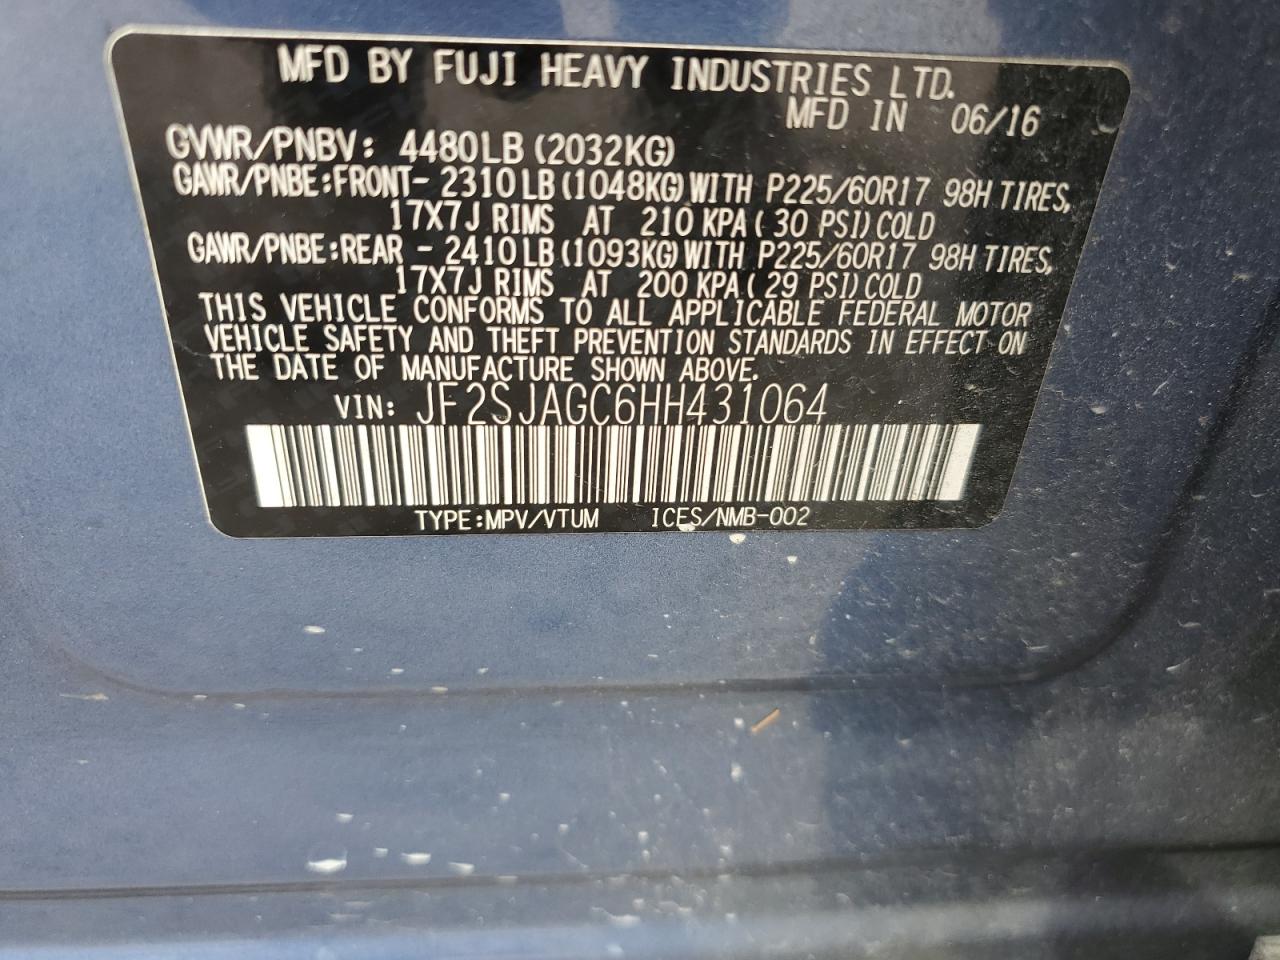 MFD BY FUJI HEAVY INDUSTRIES LTD.
MFD IN 06/16
GVWR/PNBV: 4480LB (2032KG)
GAWR/PNBE:FRONT- 2310LB(1048KG)WITH P225/60R17 98H TIRES,
17X7J RIMS AT 210 KPA( 30 PSI)COLD
GAWR/PNBE:REAR - 2410LB(1093KG)WITH P225/60R17 98H TIRES,
17X7J RIMS AT 200 KPA( 29 PSI)COLD
THIS VEHICLE CONFORMS TO ALL APPLICABLE FEDERAL MOTOR
VEHICLE SAFETY AND THEFT PREVENTION STANDARDS IN EFFECT ON
THE DATE OF MANUFACTURE SHOWN ABOVE.
VIN: JF2SJAGC6HH431064
TYPE:MPV/VTUM ICES/NMB-002